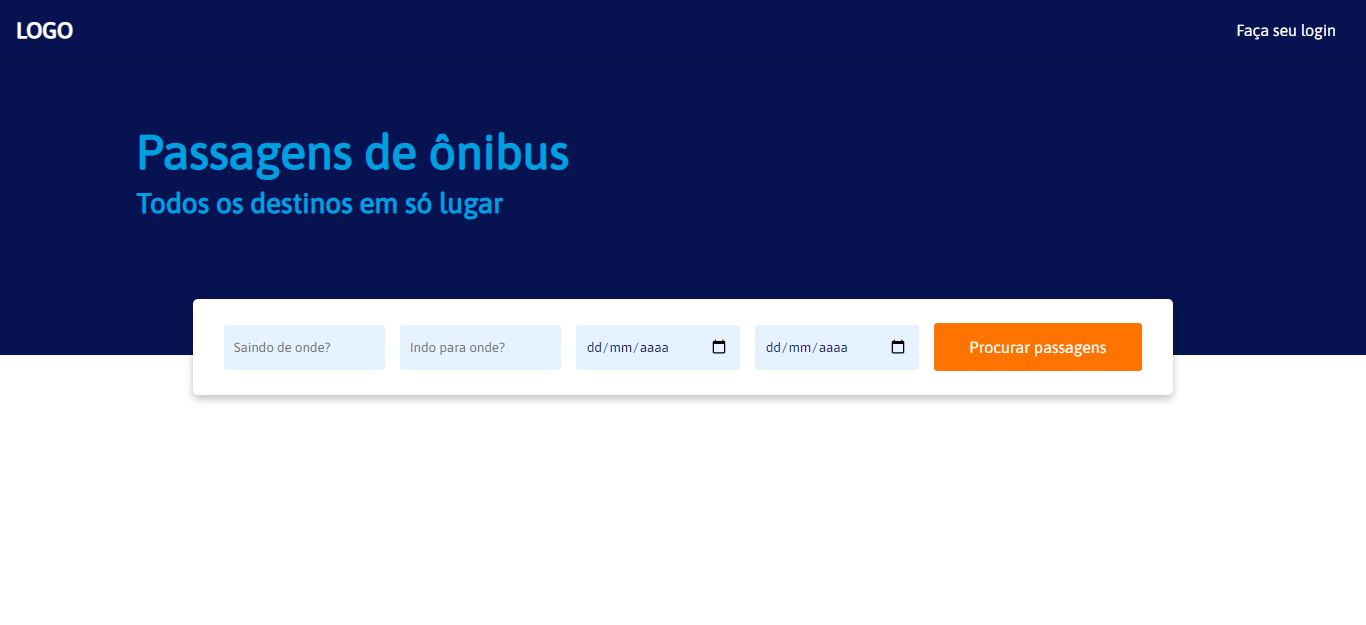 LOGO
Faça seu login
Passagens de ônibus
Todos os destinos em só lugar
Saindo de onde?
Indo para onde?
dd/mm/aaaa
dd/mm/aaaa
Procurar passagens